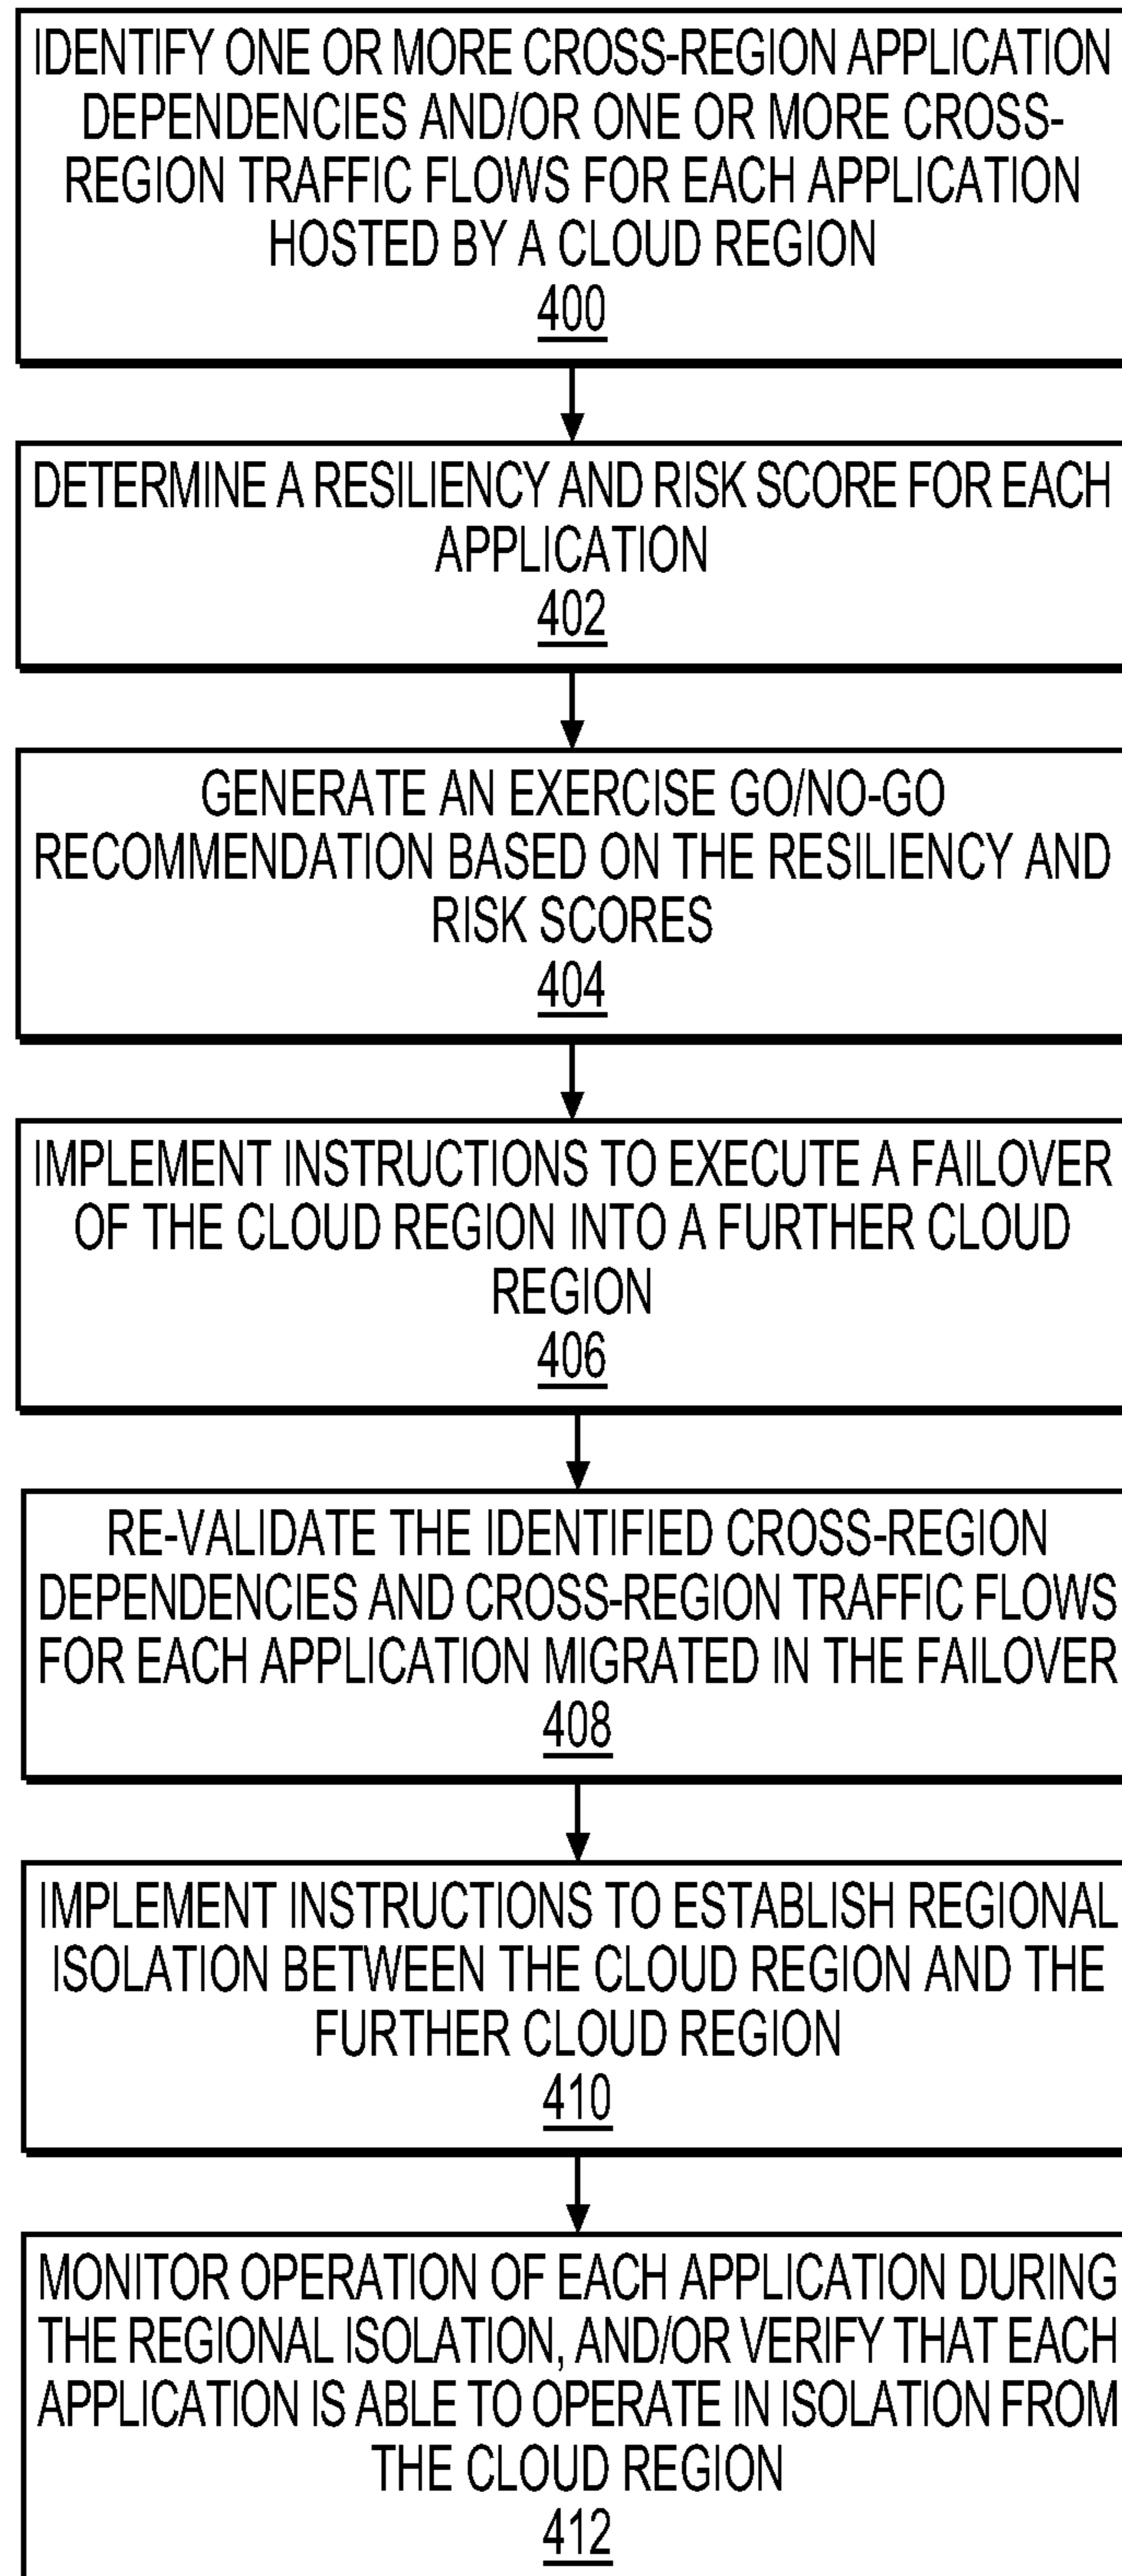 IDENTIFY ONE OR MORE CROSS-REGION APPLICATION
DEPENDENCIES AND/OR ONE OR MORE CROSS-
REGION TRAFFIC FLOWS FOR EACH APPLICATION
HOSTED BY A CLOUD REGION
400
DETERMINE A RESILIENCY AND RISK SCORE FOR EACH
APPLICATION
402
GENERATE AN EXERCISE GO/NO-GO
RECOMMENDATION BASED ON THE RESILIENCY AND
RISK SCORES
404
IMPLEMENT INSTRUCTIONS TO EXECUTE A FAILOVER
OF THE CLOUD REGION INTO A FURTHER CLOUD
REGION
406
RE-VALIDATE THE IDENTIFIED CROSS-REGION
DEPENDENCIES AND CROSS-REGION TRAFFIC FLOWS
FOR EACH APPLICATION MIGRATED IN THE FAILOVER
408
IMPLEMENT INSTRUCTIONS TO ESTABLISH REGIONAL
ISOLATION BETWEEN THE CLOUD REGION AND THE
FURTHER CLOUD REGION
410
MONITOR OPERATION OF EACH APPLICATION DURING
THE REGIONAL ISOLATION, AND/OR VERIFY THAT EACH
APPLICATION IS ABLE TO OPERATE IN ISOLATION FROM
THE CLOUD REGION
412